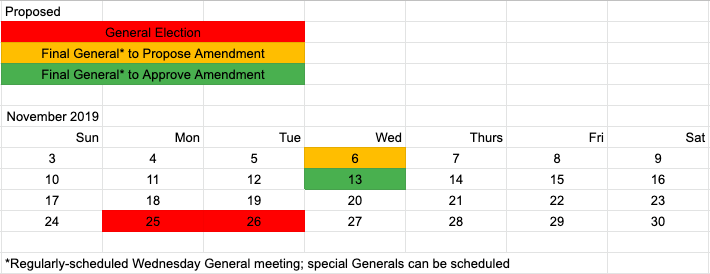 Proposed
General Election
Final General* to Propose Amendment
Final General* to Approve Amendment
November 2019
Sun Mon Tue Wed Thurs Fri Sat
3 4 5 6 7 8 9
10 11 12 13 14 15 16
17 18 19 20 21 22 23
24 25 26 27 28 29 30
*Regularly-scheduled Wednesday General meeting; special Generals can be scheduled